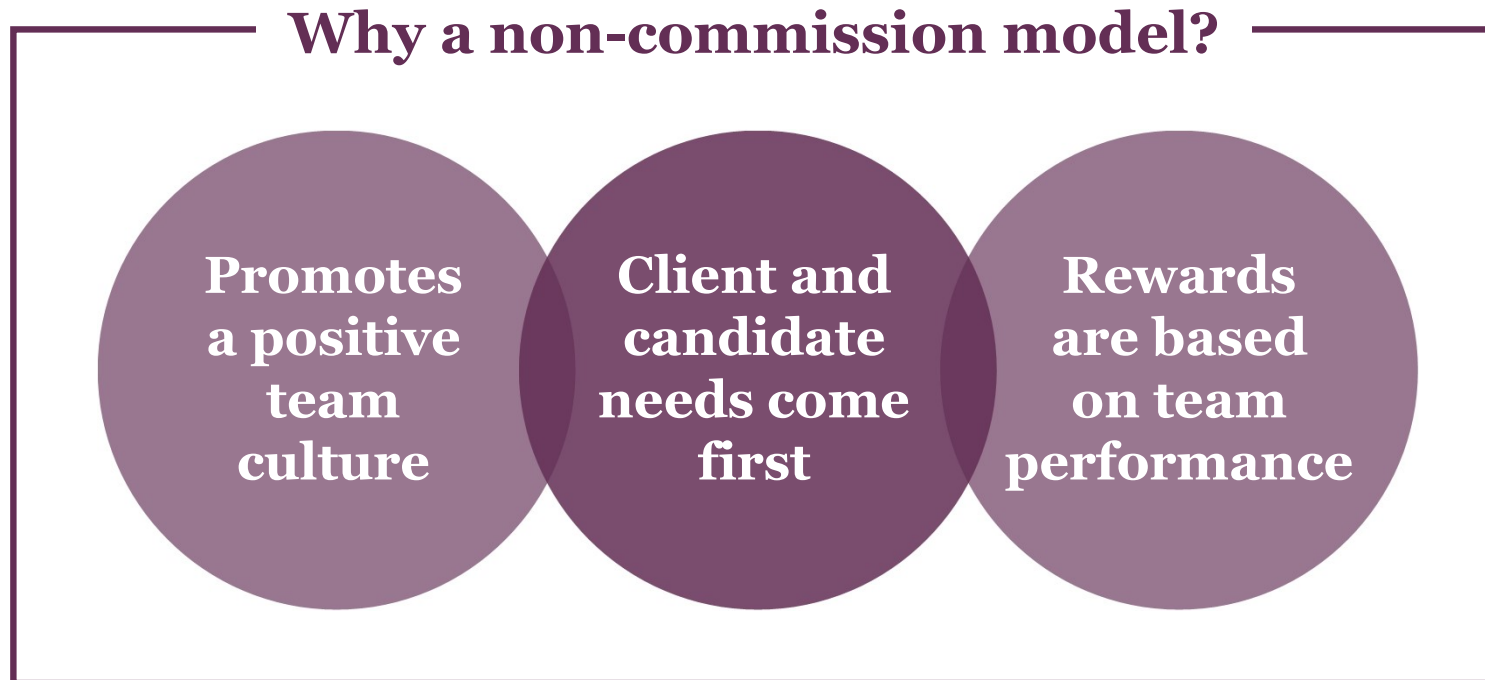 Why a non-commission model?
Promotes
a positive
team
culture
Client and
candidate
needs come
first
Rewards
are based
on team
performance